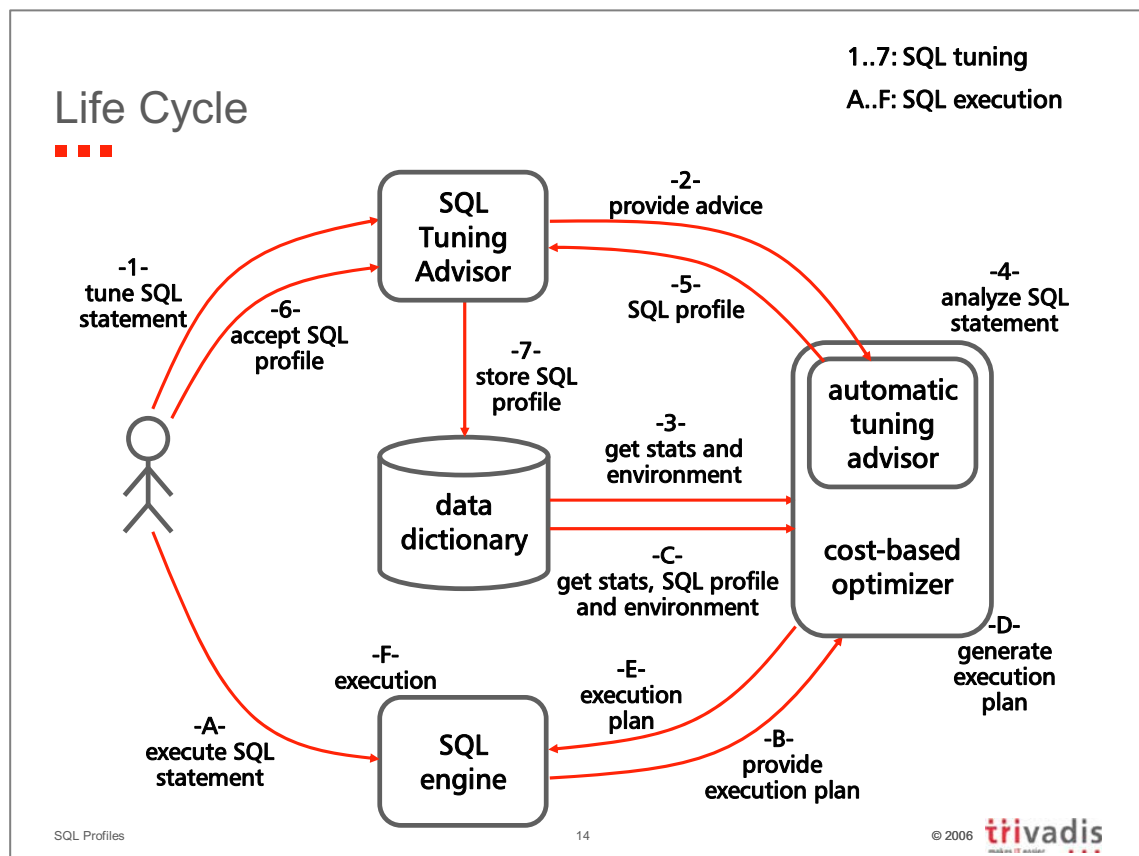 1..7: SQL tuning
A..F: SQL execution
Life Cycle
SQL
Tuning
Advisor
-2-
provide advice
-1-
tune SQL
statement
-6-
accept SQL
profile
-5-
SQL profile
-4-
analyze SQL
statement
-7-
store SQL
profile
automatic
tuning
advisor
-3-
get stats and
environment
data
dictionary
cost-based
optimizer
-C-
get stats, SQL profile
and environment
-D-
generate
execution
plan
-F-
execution
-E-
execution
plan
-A-
execute SQL
statement
SQL
engine
-B-
provide
execution plan
SQL Profiles
14
© 2006
trivadis
makes IT easier